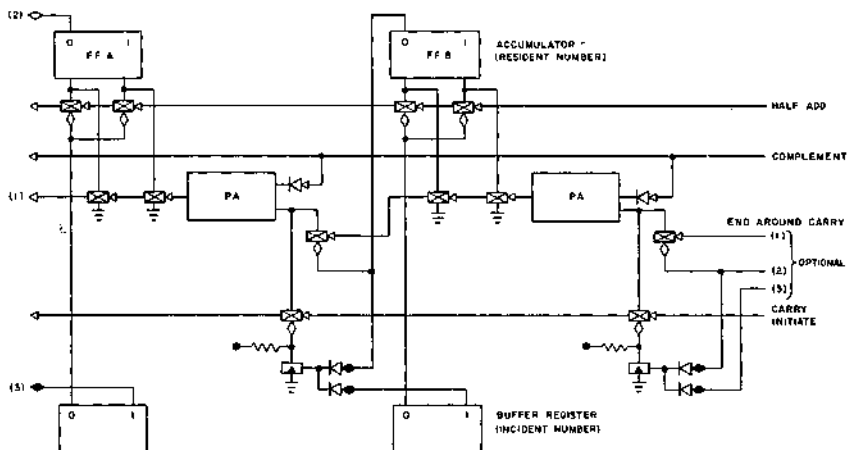 (2)
0 1
FF A
0 1
FF B
ACCUMULATOR
(RESIDENT NUMBER)
HALF ADD
COMPLEMENT
(1)
PA
PA
END AROUND CARRY
(1)
(2)
OPTIONAL
(3)
CARRY
INITIATE
(3)
0 1
0 1
BUFFER REGISTER
(INCIDENT NUMBER)